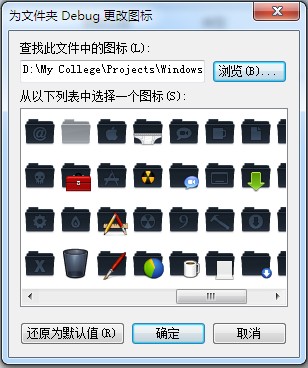 为文件夹 Debug 更改图标
查找此文件中的图标(L):
D:\My College\Projects\Windows
浏览(B)...
从以下列表中选择一个图标(S):
还原为默认值(R)
确定
取消